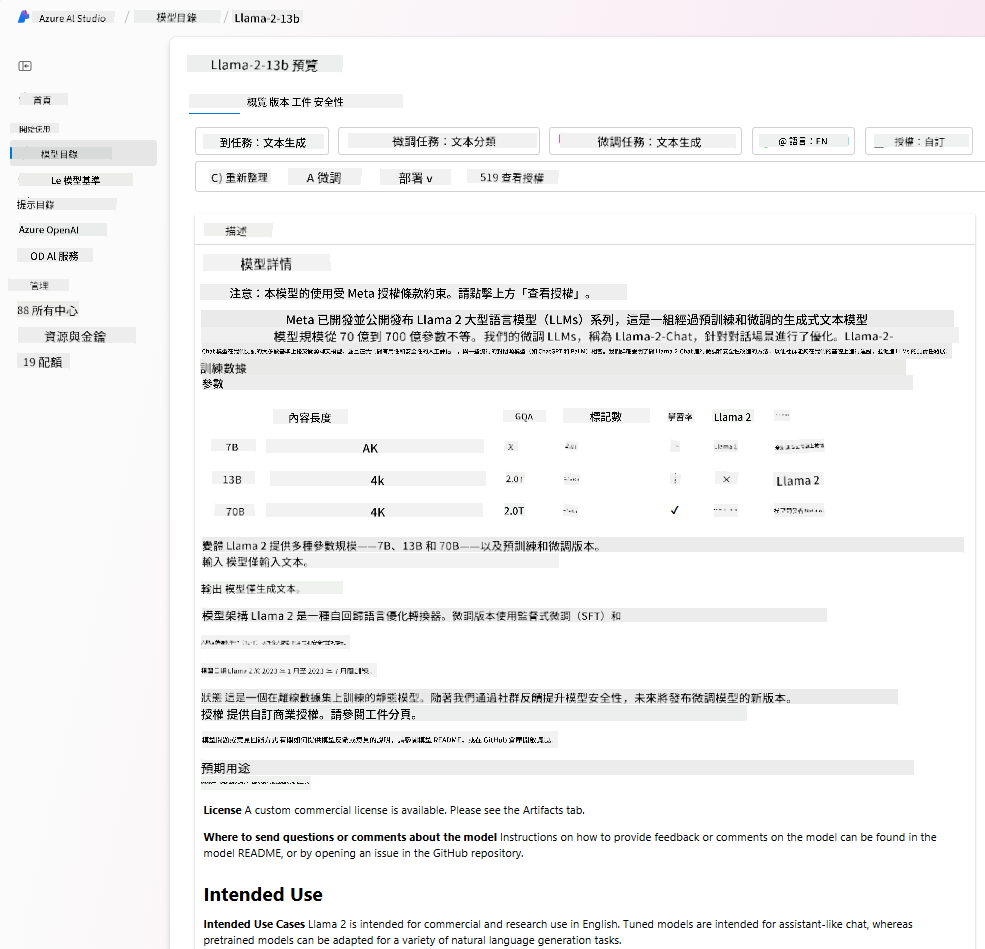 Azure AI Studio / 模型目錄 / Llama-2-13b
Llama-2-13b 預覽
首頁
概覽 版本 工件 安全性
開始使用
到任務：文本生成 微調任務：文本分類 微調任務：文本生成 @ 語言：EN 授權：自訂
模型目錄
C) 重新整理 A 微調 部署 v 519 查看授權
Le 模型基準
提示目錄
Azure OpenAI
OD AI 服務
管理
88 所有中心
資源與金鑰
19 配額
描述
模型詳情
注意：本模型的使用受 Meta 授權條款約束。請點擊上方「查看授權」。
Meta 已開發並公開發布 Llama 2 大型語言模型（LLMs）系列，這是一組經過預訓練和微調的生成式文本模型
模型規模從 70 億到 700 億參數不等。我們的微調 LLMs，稱為 Llama-2-Chat，針對對話場景進行了優化。Llama-2-
訓練數據
參數
內容長度 GQA 標記數 學習率 Llama 2
7B AK X 2.0T
13B 4k 2.0T ✕ Llama 2
70B 4K 2.0T ✓
變體 Llama 2 提供多種參數規模——7B、13B 和 70B——以及預訓練和微調版本。
輸入 模型僅輸入文本。
輸出 模型僅生成文本。
模型架構 Llama 2 是一種自回歸語言優化轉換器。微調版本使用監督式微調（SFT）和
模型日期 Llama 2 於 2023 年 1 月至 2023 年 7 月間訓練。
狀態 這是一個在離線數據集上訓練的靜態模型。隨著我們通過社群反饋提升模型安全性，未來將發布微調模型的新版本。
授權 提供自訂商業授權。請參閱工件分頁。
預期用途
License A custom commercial license is available. Please see the Artifacts tab.
Where to send questions or comments about the model Instructions on how to provide feedback or comments on the model can be found in the
model README, or by opening an issue in the GitHub repository.
Intended Use
Intended Use Cases Llama 2 is intended for commercial and research use in English. Tuned models are intended for assistant-like chat, whereas
pretrained models can be adapted for a variety of natural language generation tasks.